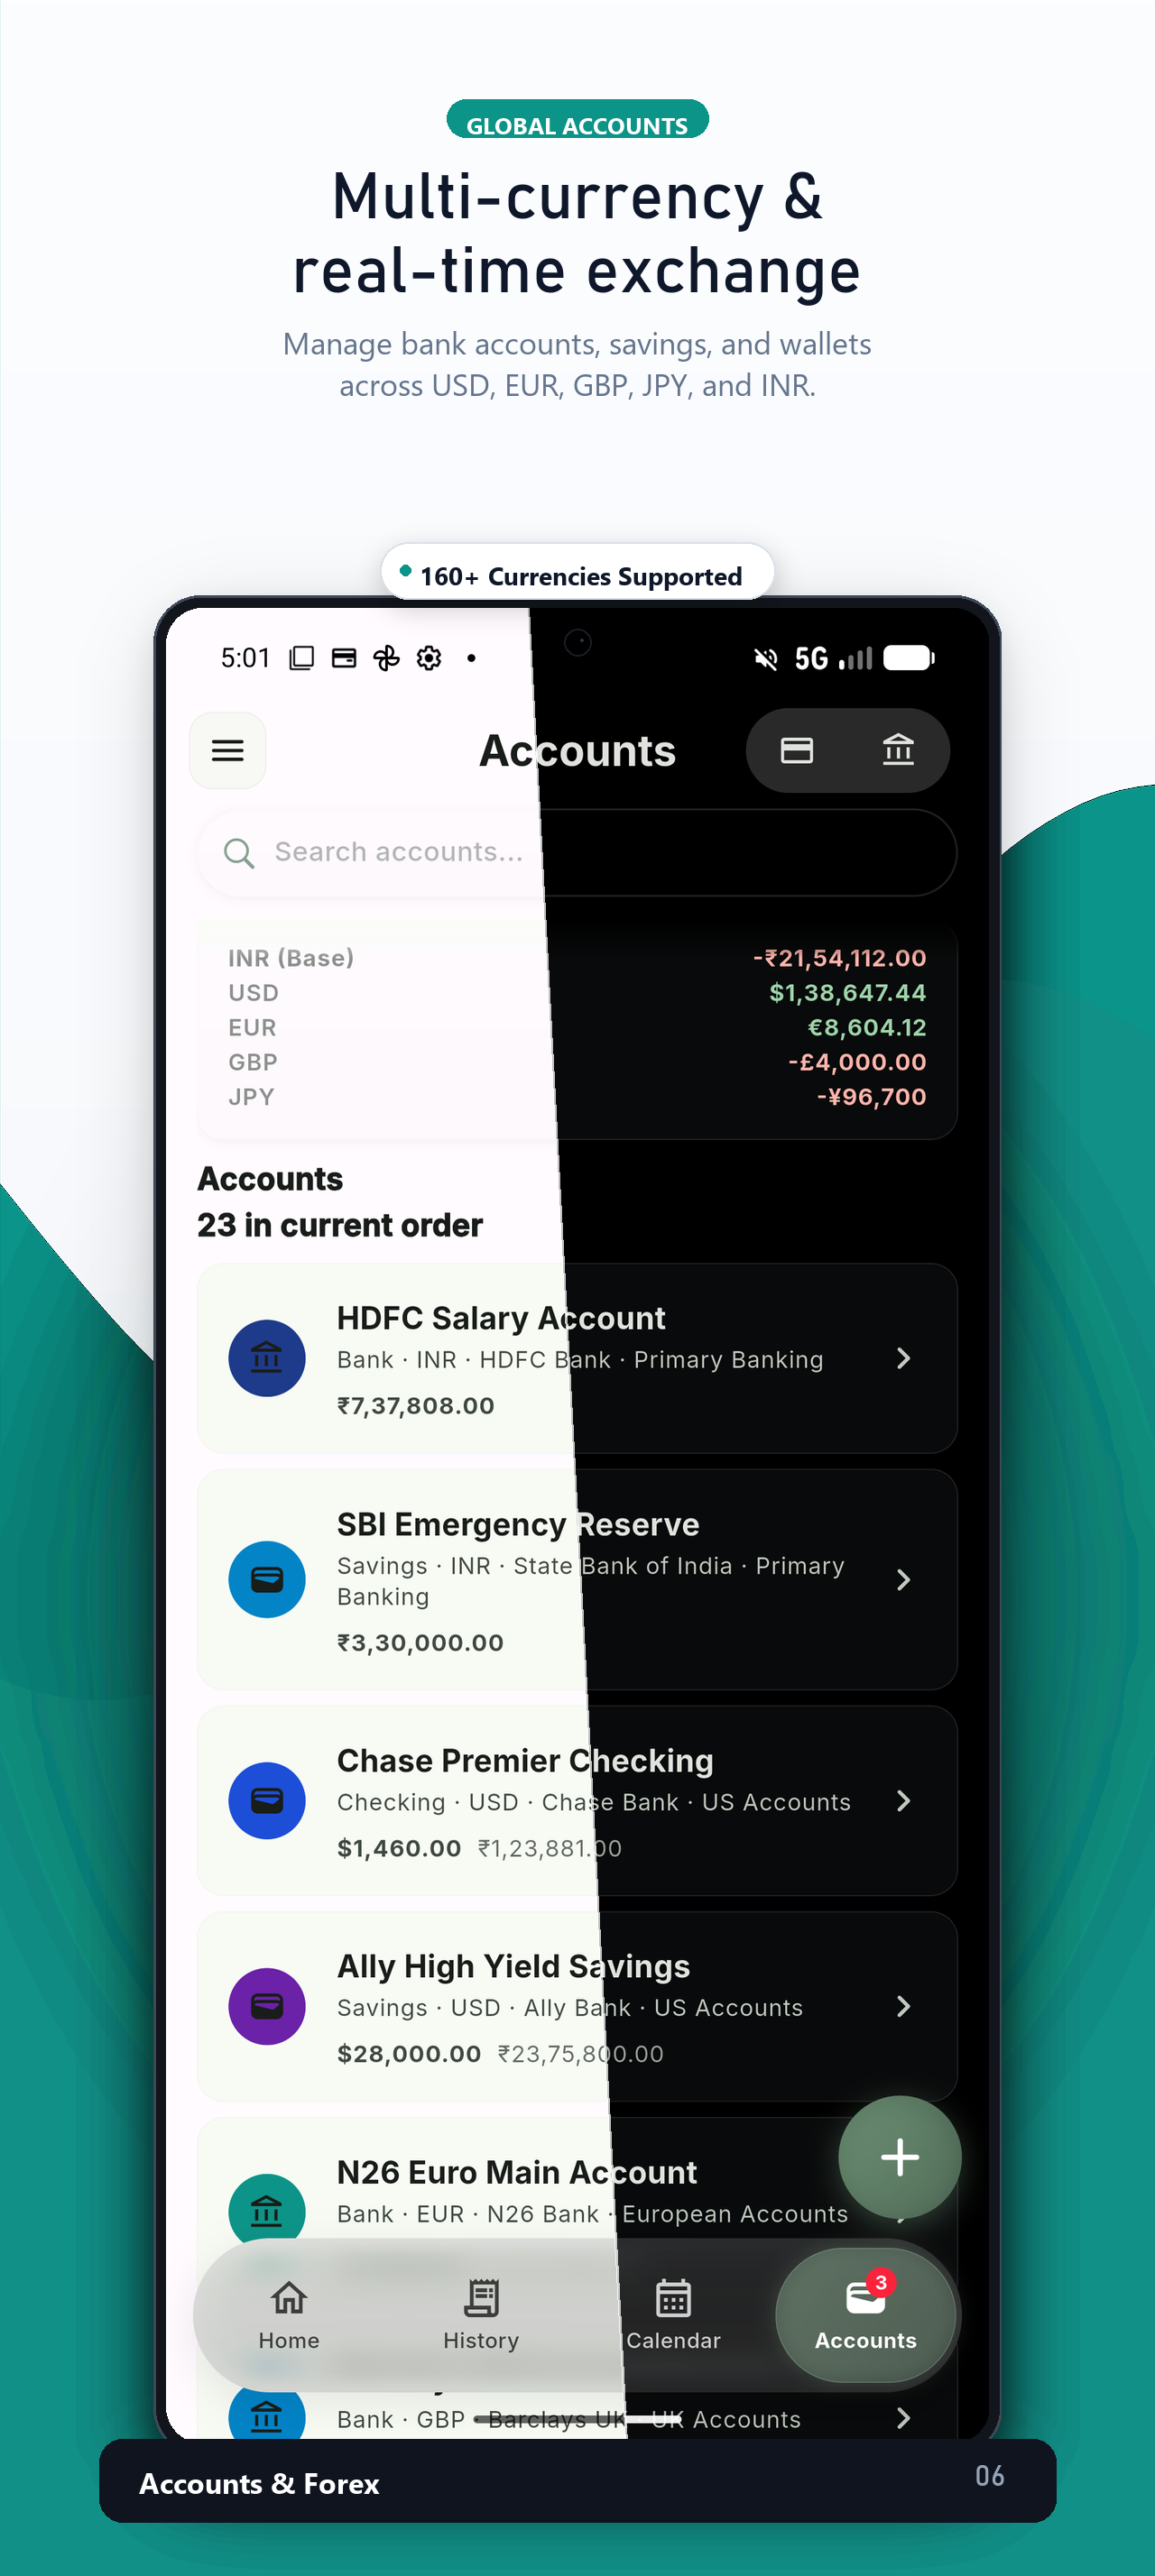 GLOBAL ACCOUNTS
Multi-currency &
real-time exchange
Manage bank accounts, savings, and wallets
across USD, EUR, GBP, JPY, and INR.
160+ Currencies Supported
5:01
5G
Accounts
Search accounts...
INR (Base) -₹21,54,112.00
USD $1,38,647.44
EUR €8,604.12
GBP -£4,000.00
JPY -¥96,700
Accounts
23 in current order
HDFC Salary Account
Bank · INR · HDFC Bank · Primary Banking
₹7,37,808.00
SBI Emergency Reserve
Savings · INR · State Bank of India · Primary
Banking
₹3,30,000.00
Chase Premier Checking
Checking · USD · Chase Bank · US Accounts
$1,460.00 ₹1,23,881.00
Ally High Yield Savings
Savings · USD · Ally Bank · US Accounts
$28,000.00 ₹23,75,800.00
N26 Euro Main Account
Bank · EUR · N26 Bank · European Accounts
3
Home History Calendar Accounts
Bank · GBP · Barclays UK · UK Accounts
Accounts & Forex 06